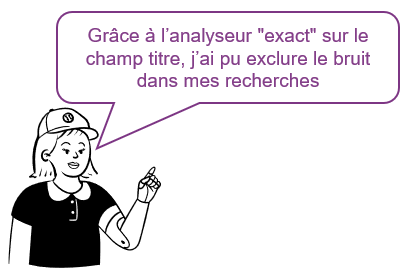 Grâce à l’analyseur "exact" sur le
champ titre, j’ai pu exclure le bruit
dans mes recherches